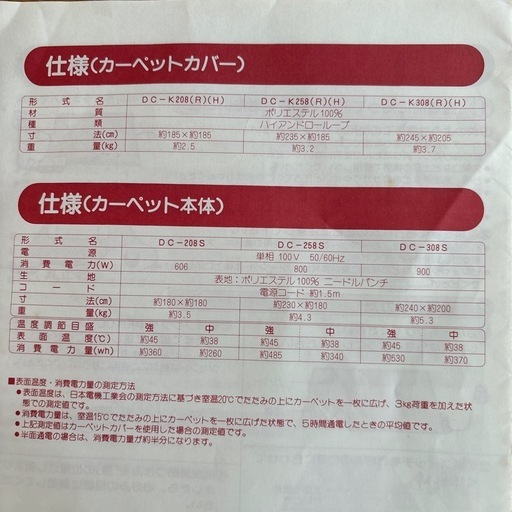 仕様(カーペットカバー)
形式名 DC-K208(R)(H) DC-K258(R)(H) DC-K308(R)(H)
材質 ポリエステル100%
種類 ハイアンドローループ
寸法(cm) 約185×約185 約235×約185 約245×約205
重量(kg) 約2.5 約3.2 約3.7
仕様(カーペット本体)
形式名 DC-208S DC-258S DC-308S
電源 単相100V 50/60Hz
消費電力(W) 606 800 900
生地 表地:ポリエステル100% ニードルパンチ
コード 電源コード 約1.5m
寸法(cm) 約180×約180 約230×約180 約240×約200
重量(kg) 約3.5 約4.3 約5.3
温度調節目盛 強 中 強 中 強 中
表面温度(℃) 約45 約38 約45 約38 約45 約38
消費電力量(wh) 約360 約260 約485 約340 約530 約370
■表面温度・消費電力量の測定方法
●表面温度は、日本電機工業会の測定方法に基づき室温20℃でたたみの上にカーペットを一枚に広げ、3kg荷重を加えた状
態での測定値です。
●消費電力量は、室温15℃でたたみの上にカーペットを一枚に広げた状態で、5時間通電したときの平均値です。
●上記測定値はカーペットカバーを使用した場合の測定値です。
●半面通電の場合は、消費電力量が約半分になります。